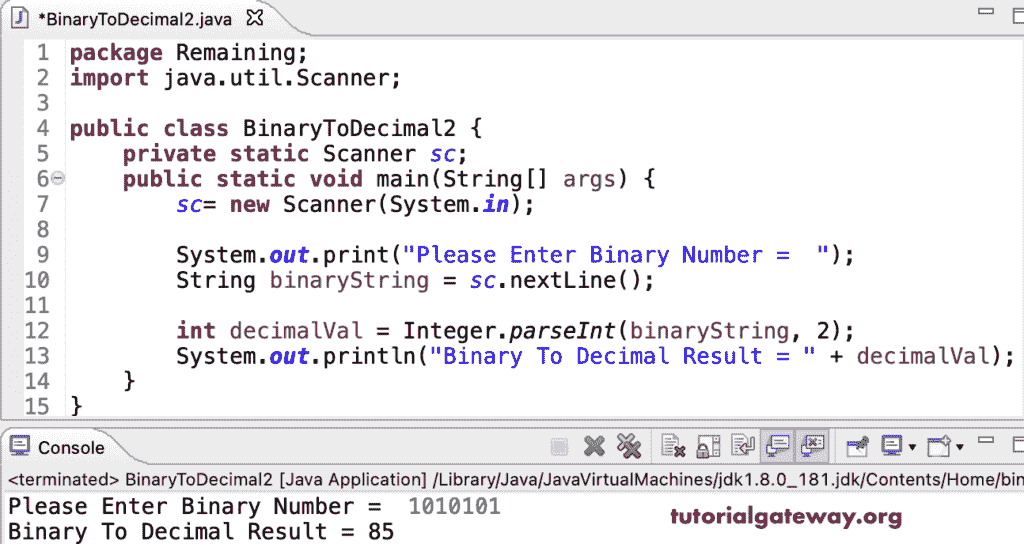 *BinaryToDecimal2.java
1 package Remaining;
2 import java.util.Scanner;
3
4 public class BinaryToDecimal2 {
5     private static Scanner sc;
6     public static void main(String[] args) {
7         sc= new Scanner(System.in);
8
9         System.out.print("Please Enter Binary Number =  ");
10         String binaryString = sc.nextLine();
11
12         int decimalVal = Integer.parseInt(binaryString, 2);
13         System.out.println("Binary To Decimal Result = " + decimalVal);
14     }
15 }
Console
<terminated> BinaryToDecimal2 [Java Application] /Library/Java/JavaVirtualMachines/jdk1.8.0_181.jdk/Contents/Home/bin
Please Enter Binary Number =  1010101
Binary To Decimal Result = 85
tutorialgateway.org